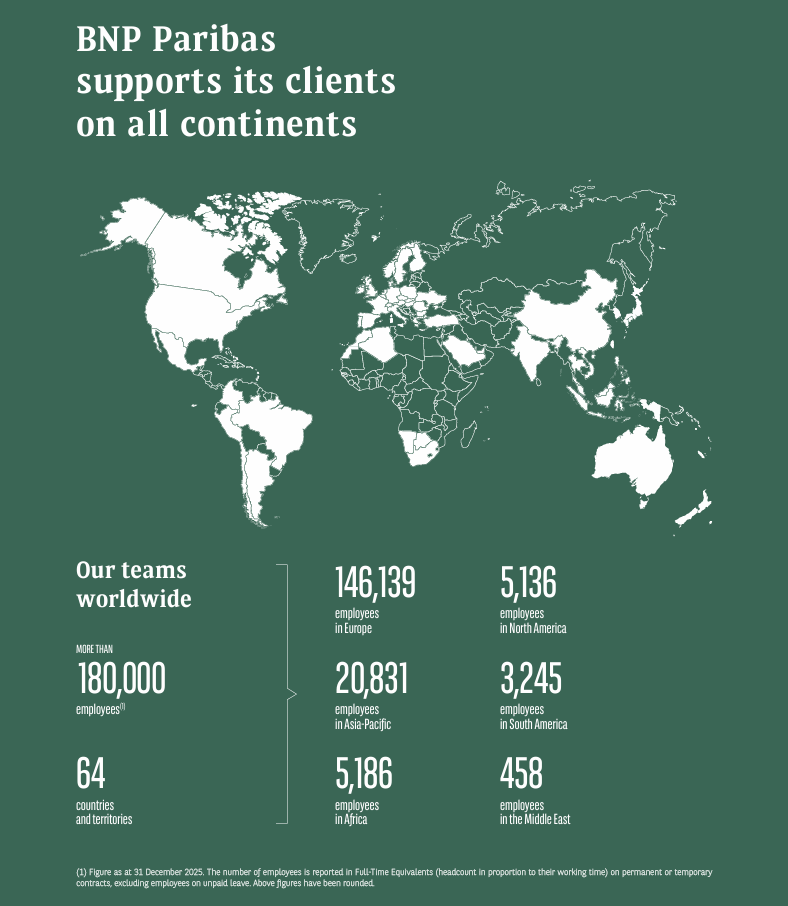 BNP Paribas
supports its clients
on all continents
Our teams
worldwide
MORE THAN
180,000
employees(1)
64
countries
and territories
146,139
employees
in Europe
5,136
employees
in North America
20,831
employees
in Asia-Pacific
3,245
employees
in South America
5,186
employees
in Africa
458
employees
in the Middle East
(1) Figure as at 31 December 2025. The number of employees is reported in Full-Time Equivalents (headcount in proportion to their working time) on permanent or temporary
contracts, excluding employees on unpaid leave. Above figures have been rounded.